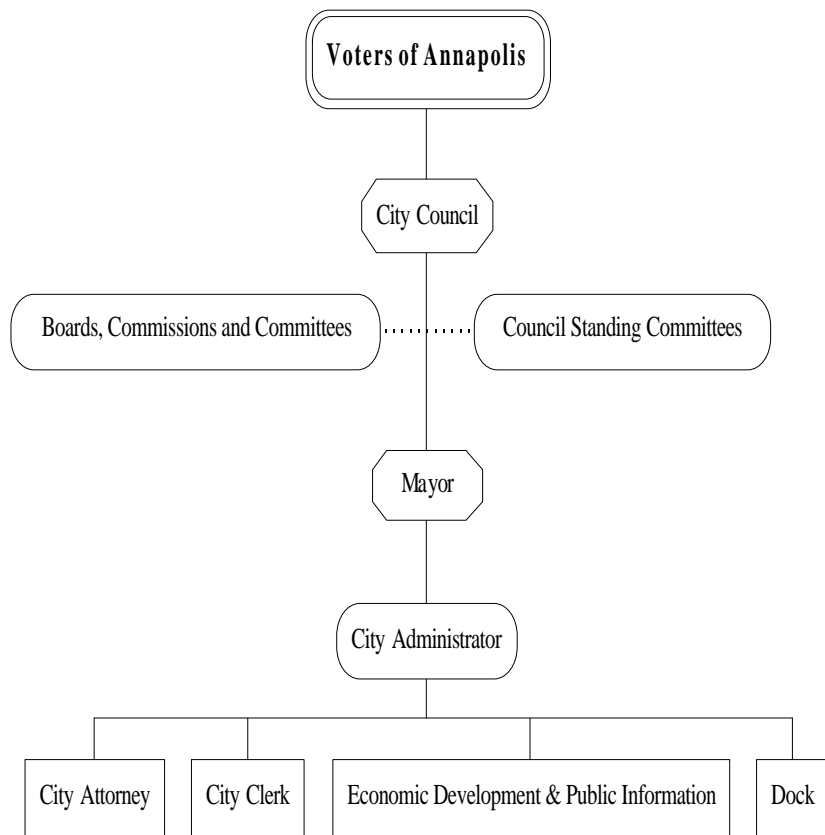 Voters of Annapolis
City Council
Boards, Commissions and Committees
Council Standing Committees
Mayor
City Administrator
City Attorney
City Clerk
Economic Development & Public Information
Dock